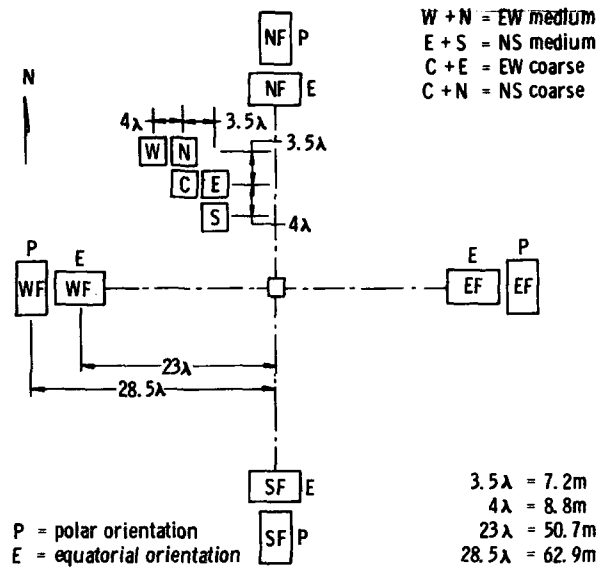 W + N = EW medium
E + S = NS medium
C + E = EW coarse
C + N = NS coarse
NF P
NF E
N
4λ 3.5λ
3.5λ
W N
C E
S
4λ
P E
WF WF
E P
EF EF
23λ
28.5λ
SF E
SF P
P = polar orientation
E = equatorial orientation
3.5λ = 7.2m
4λ = 8.8m
23λ = 50.7m
28.5λ = 62.9m